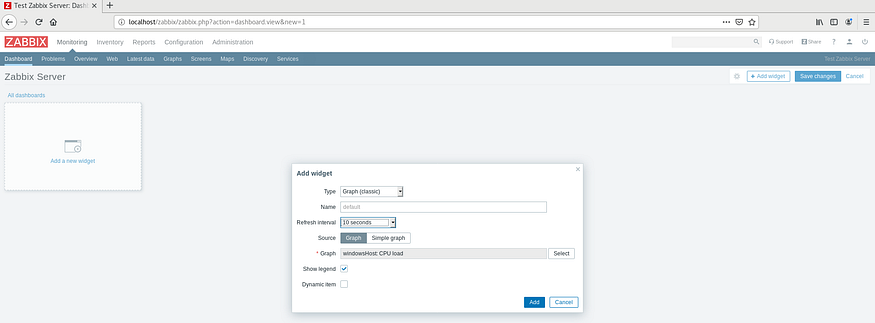 Test Zabbix Server: Dash
localhost/zabbix/zabbix.php?action=dashboard.view&new=1
ZABBIX Monitoring Inventory Reports Configuration Administration Support Share ?
Dashboard Problems Overview Web Latest data Graphs Screens Maps Discovery Services Test Zabbix Server
Zabbix Server + Add widget Save changes Cancel
All dashboards
Add a new widget
Add widget
Type Graph (classic)
Name default
Refresh interval 10 seconds
Source Graph Simple graph
* Graph windowsHost: CPU load Select
Show legend
Dynamic item
Add Cancel